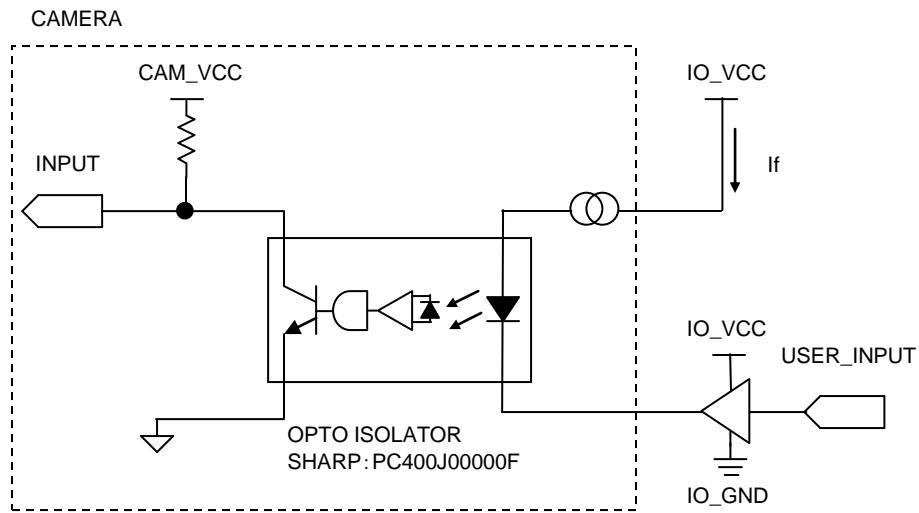 CAMERA
CAM_VCC
IO_VCC
INPUT
If
IO_VCC
USER_INPUT
OPTO ISOLATOR
SHARP:PC400J00000F
IO_GND